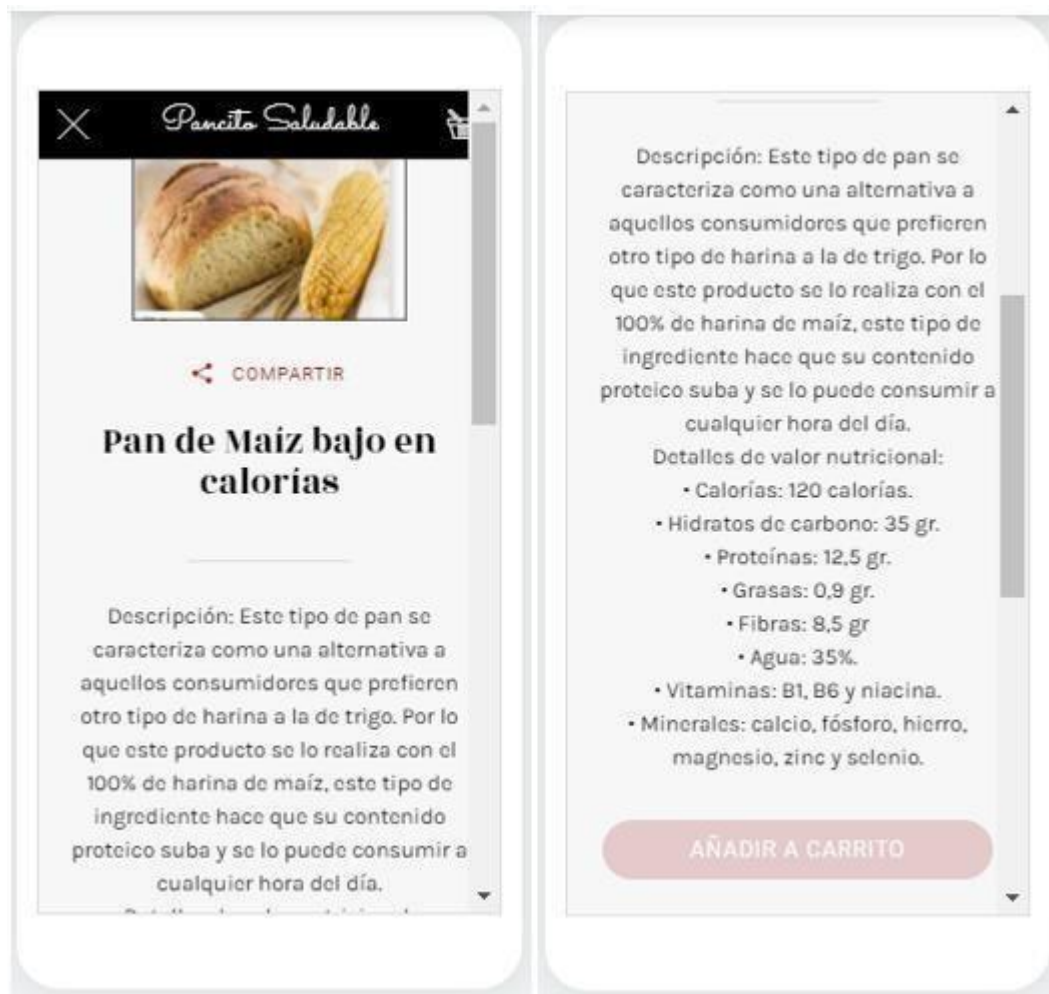 Pancito Saludable
COMPARTIR
Pan de Maíz bajo en
calorías
Descripción: Este tipo de pan se
caracteriza como una alternativa a
aquellos consumidores que prefieren
otro tipo de harina a la de trigo. Por lo
que este producto se lo realiza con el
100% de harina de maíz, este tipo de
ingrediente hace que su contenido
proteico suba y se lo puede consumir a
cualquier hora del día.
Descripción: Este tipo de pan se
caracteriza como una alternativa a
aquellos consumidores que prefieren
otro tipo de harina a la de trigo. Por lo
que este producto se lo realiza con el
100% de harina de maíz, este tipo de
ingrediente hace que su contenido
proteico suba y se lo puede consumir a
cualquier hora del día.
Detalles de valor nutricional:
• Calorías: 120 calorías.
• Hidratos de carbono: 35 gr.
• Proteínas: 12,5 gr.
• Grasas: 0,9 gr.
• Fibras: 8,5 gr
• Agua: 35%.
• Vitaminas: B1, B6 y niacina.
• Minerales: calcio, fósforo, hierro,
magnesio, zinc y selenio.
AÑADIR A CARRITO